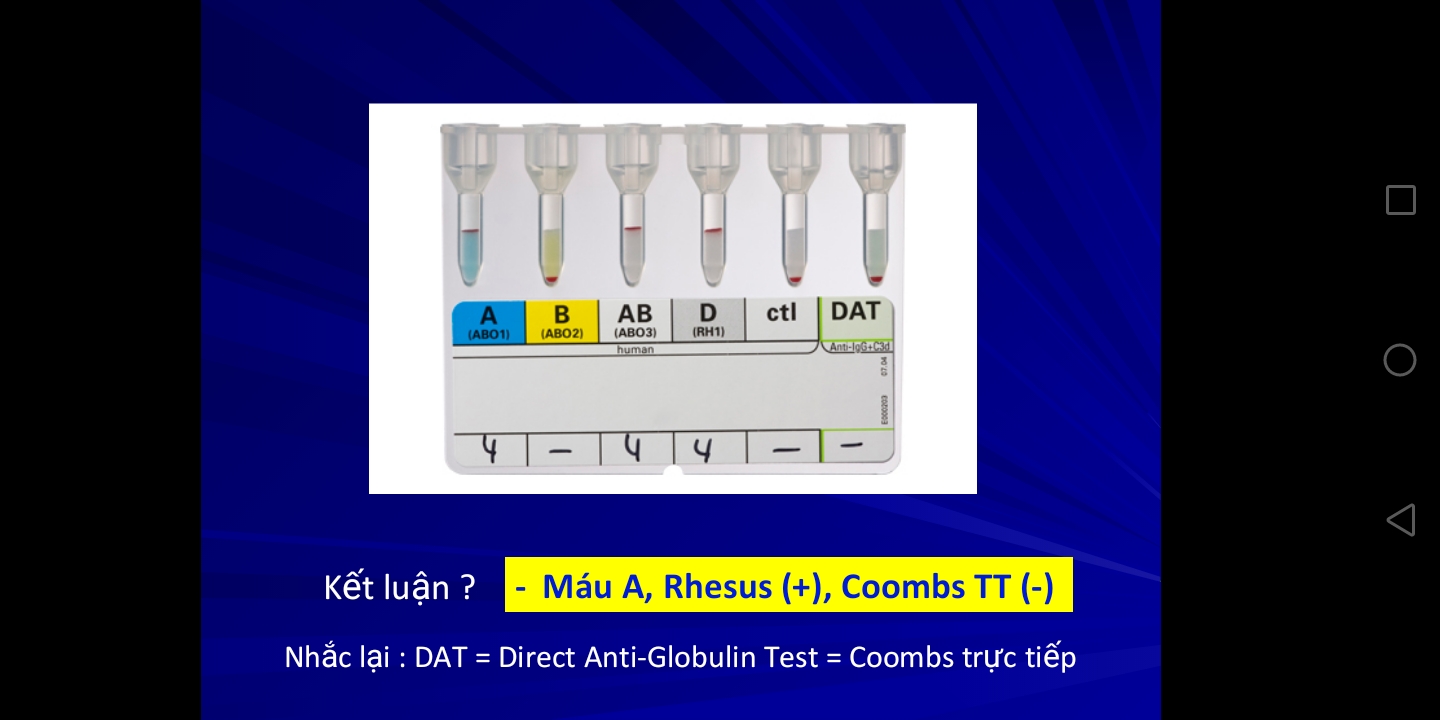 A B AB D ctl DAT
(ABO1) (ABO2) (ABO3) (RH1)
human Anti-IgG+C3d
07.04
E000203
4 – 4 4 – –
Kết luận ? - Máu A, Rhesus (+), Coombs TT (-)
Nhắc lại : DAT = Direct Anti-Globulin Test = Coombs trực tiếp